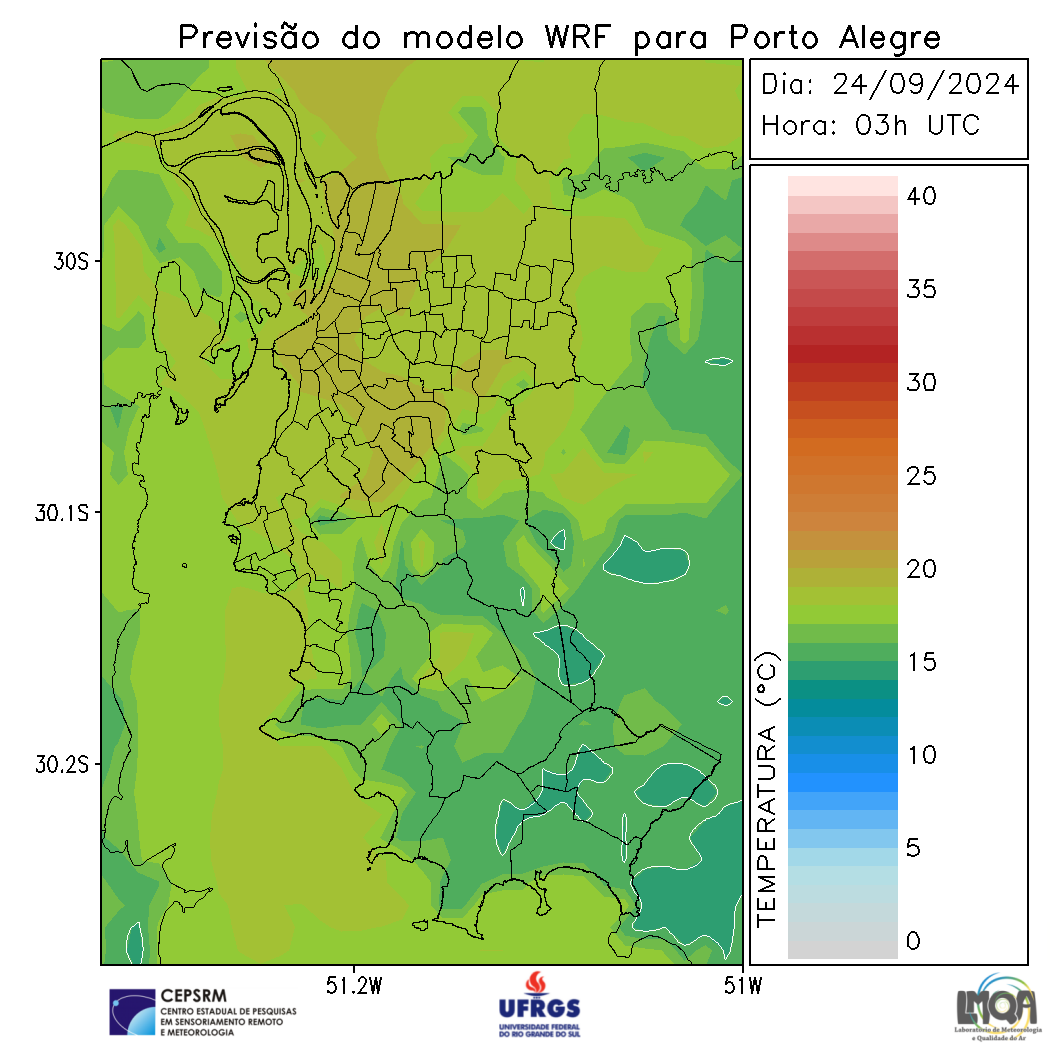 Previsão do modelo WRF para Porto Alegre
Dia: 24/09/2024
Hora: 03h UTC
40
35
30
25
20
15
10
5
0
TEMPERATURA (°C)
30S
30.1S
30.2S
51.2W
51W
CEPSRM
CENTRO ESTADUAL DE PESQUISAS
EM SENSORIAMENTO REMOTO
E METEOROLOGIA
UFRGS
UNIVERSIDADE FEDERAL
DO RIO GRANDE DO SUL
LMQA
Laboratório de Meteorologia
e Qualidade do Ar